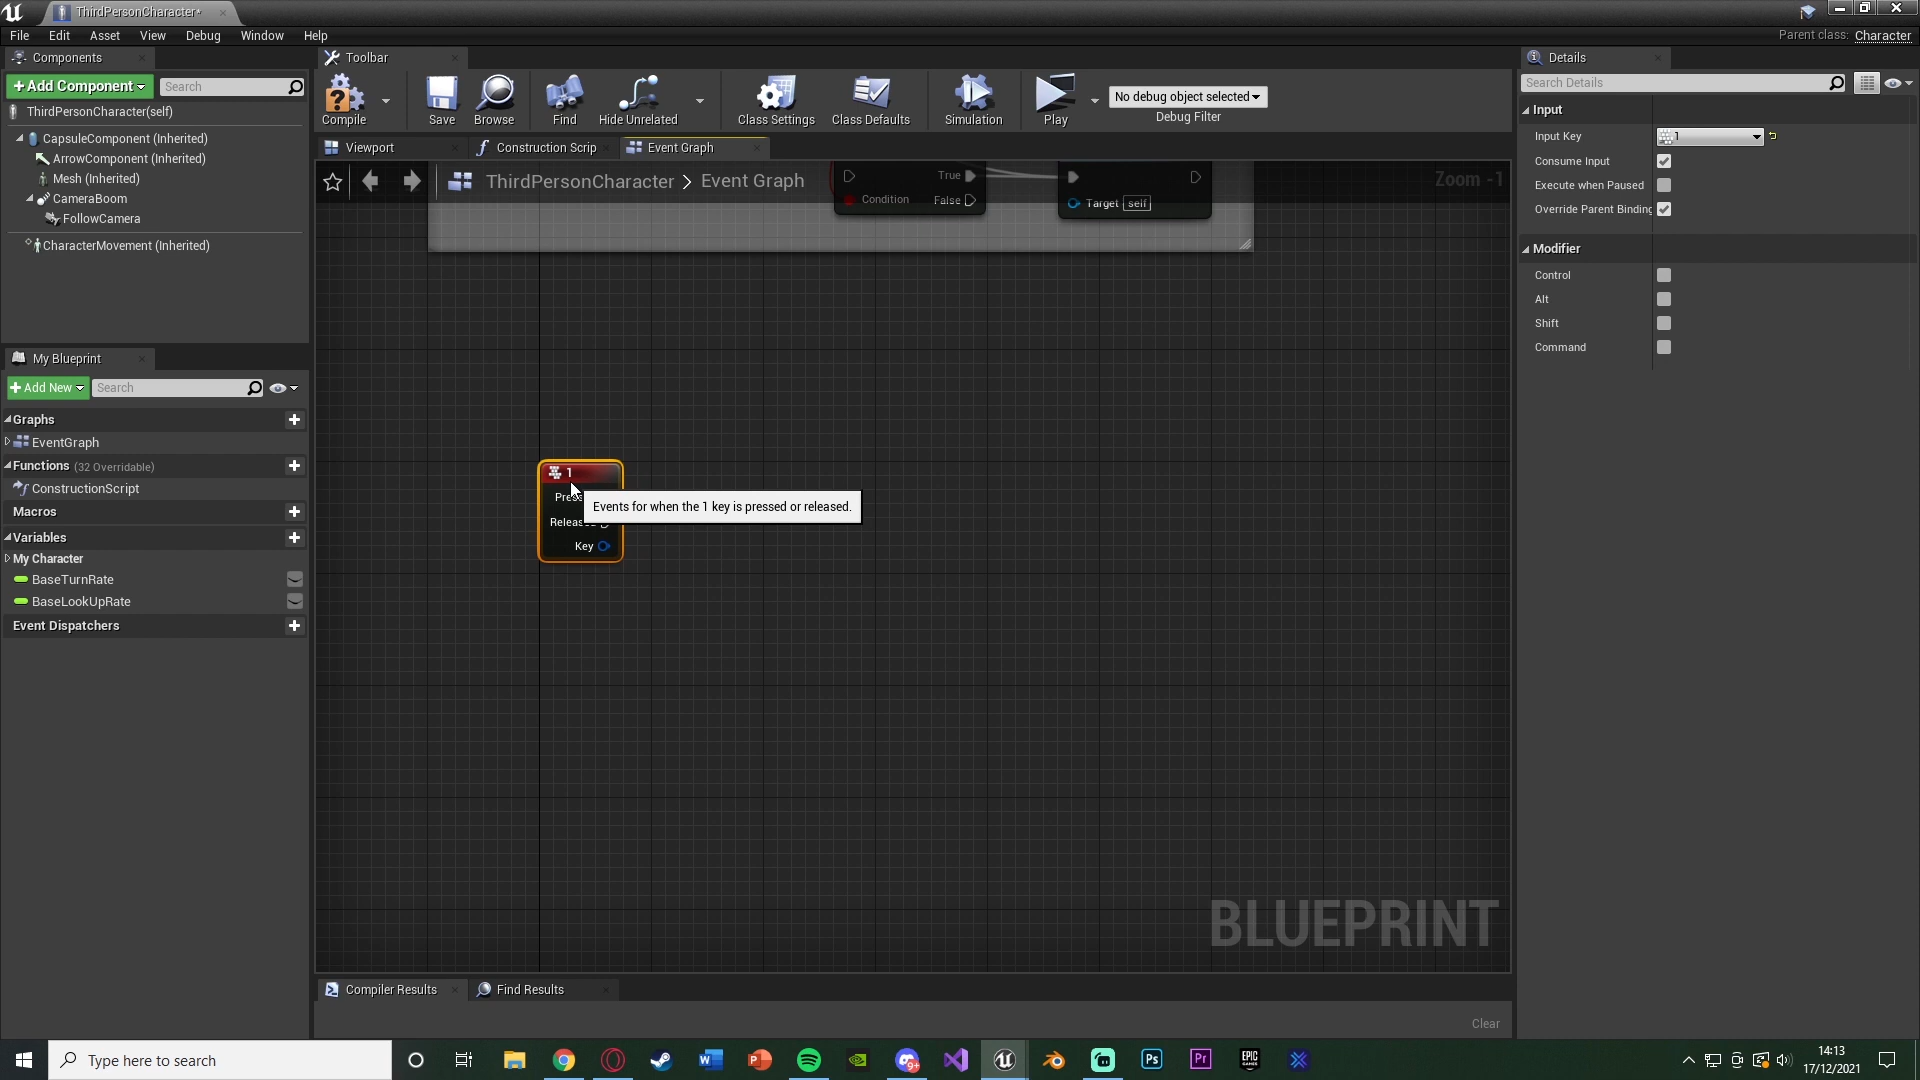 ThirdPersonCharacter*
File Edit Asset View Debug Window Help
Parent class: Character
Components
+Add Component
Search
ThirdPersonCharacter(self)
CapsuleComponent (Inherited)
ArrowComponent (Inherited)
Mesh (Inherited)
CameraBoom
FollowCamera
CharacterMovement (Inherited)
My Blueprint
+Add New
Search
Graphs
EventGraph
Functions (32 Overridable)
ConstructionScript
Macros
Variables
My Character
BaseTurnRate
BaseLookUpRate
Event Dispatchers
Toolbar
Compile
Save
Browse
Find
Hide Unrelated
Class Settings
Class Defaults
Simulation
Play
No debug object selected
Debug Filter
Viewport
Construction Scrip
Event Graph
ThirdPersonCharacter > Event Graph
Zoom -1
True
Condition
False
Target self
1
Press
Released
Key
Events for when the 1 key is pressed or released.
BLUEPRINT
Compiler Results
Find Results
Clear
Details
Search Details
Input
Input Key 1
Consume Input
Execute when Paused
Override Parent Binding
Modifier
Control
Alt
Shift
Command
Type here to search
14:13
17/12/2021